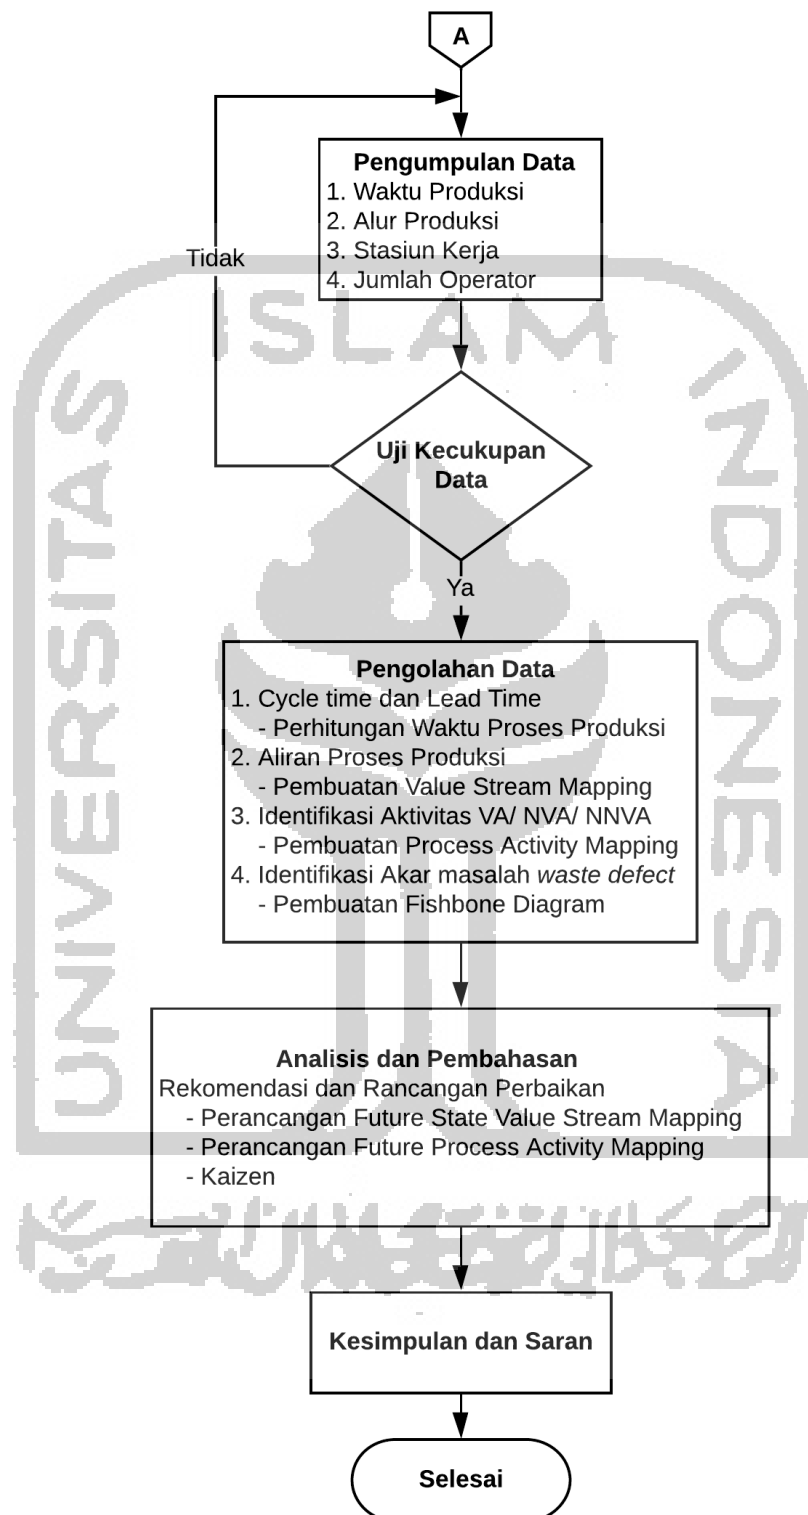 A
Pengumpulan Data
1. Waktu Produksi
2. Alur Produksi
3. Stasiun Kerja
4. Jumlah Operator
Tidak
ISLAM
UNIVERSITAS
INDONESIA
Uji Kecukupan
Data
Ya
Pengolahan Data
1. Cycle time dan Lead Time
- Perhitungan Waktu Proses Produksi
2. Aliran Proses Produksi
- Pembuatan Value Stream Mapping
3. Identifikasi Aktivitas VA/ NVA/ NNVA
- Pembuatan Process Activity Mapping
4. Identifikasi Akar masalah waste defect
- Pembuatan Fishbone Diagram
Analisis dan Pembahasan
Rekomendasi dan Rancangan Perbaikan
- Perancangan Future State Value Stream Mapping
- Perancangan Future Process Activity Mapping
- Kaizen
Kesimpulan dan Saran
Selesai